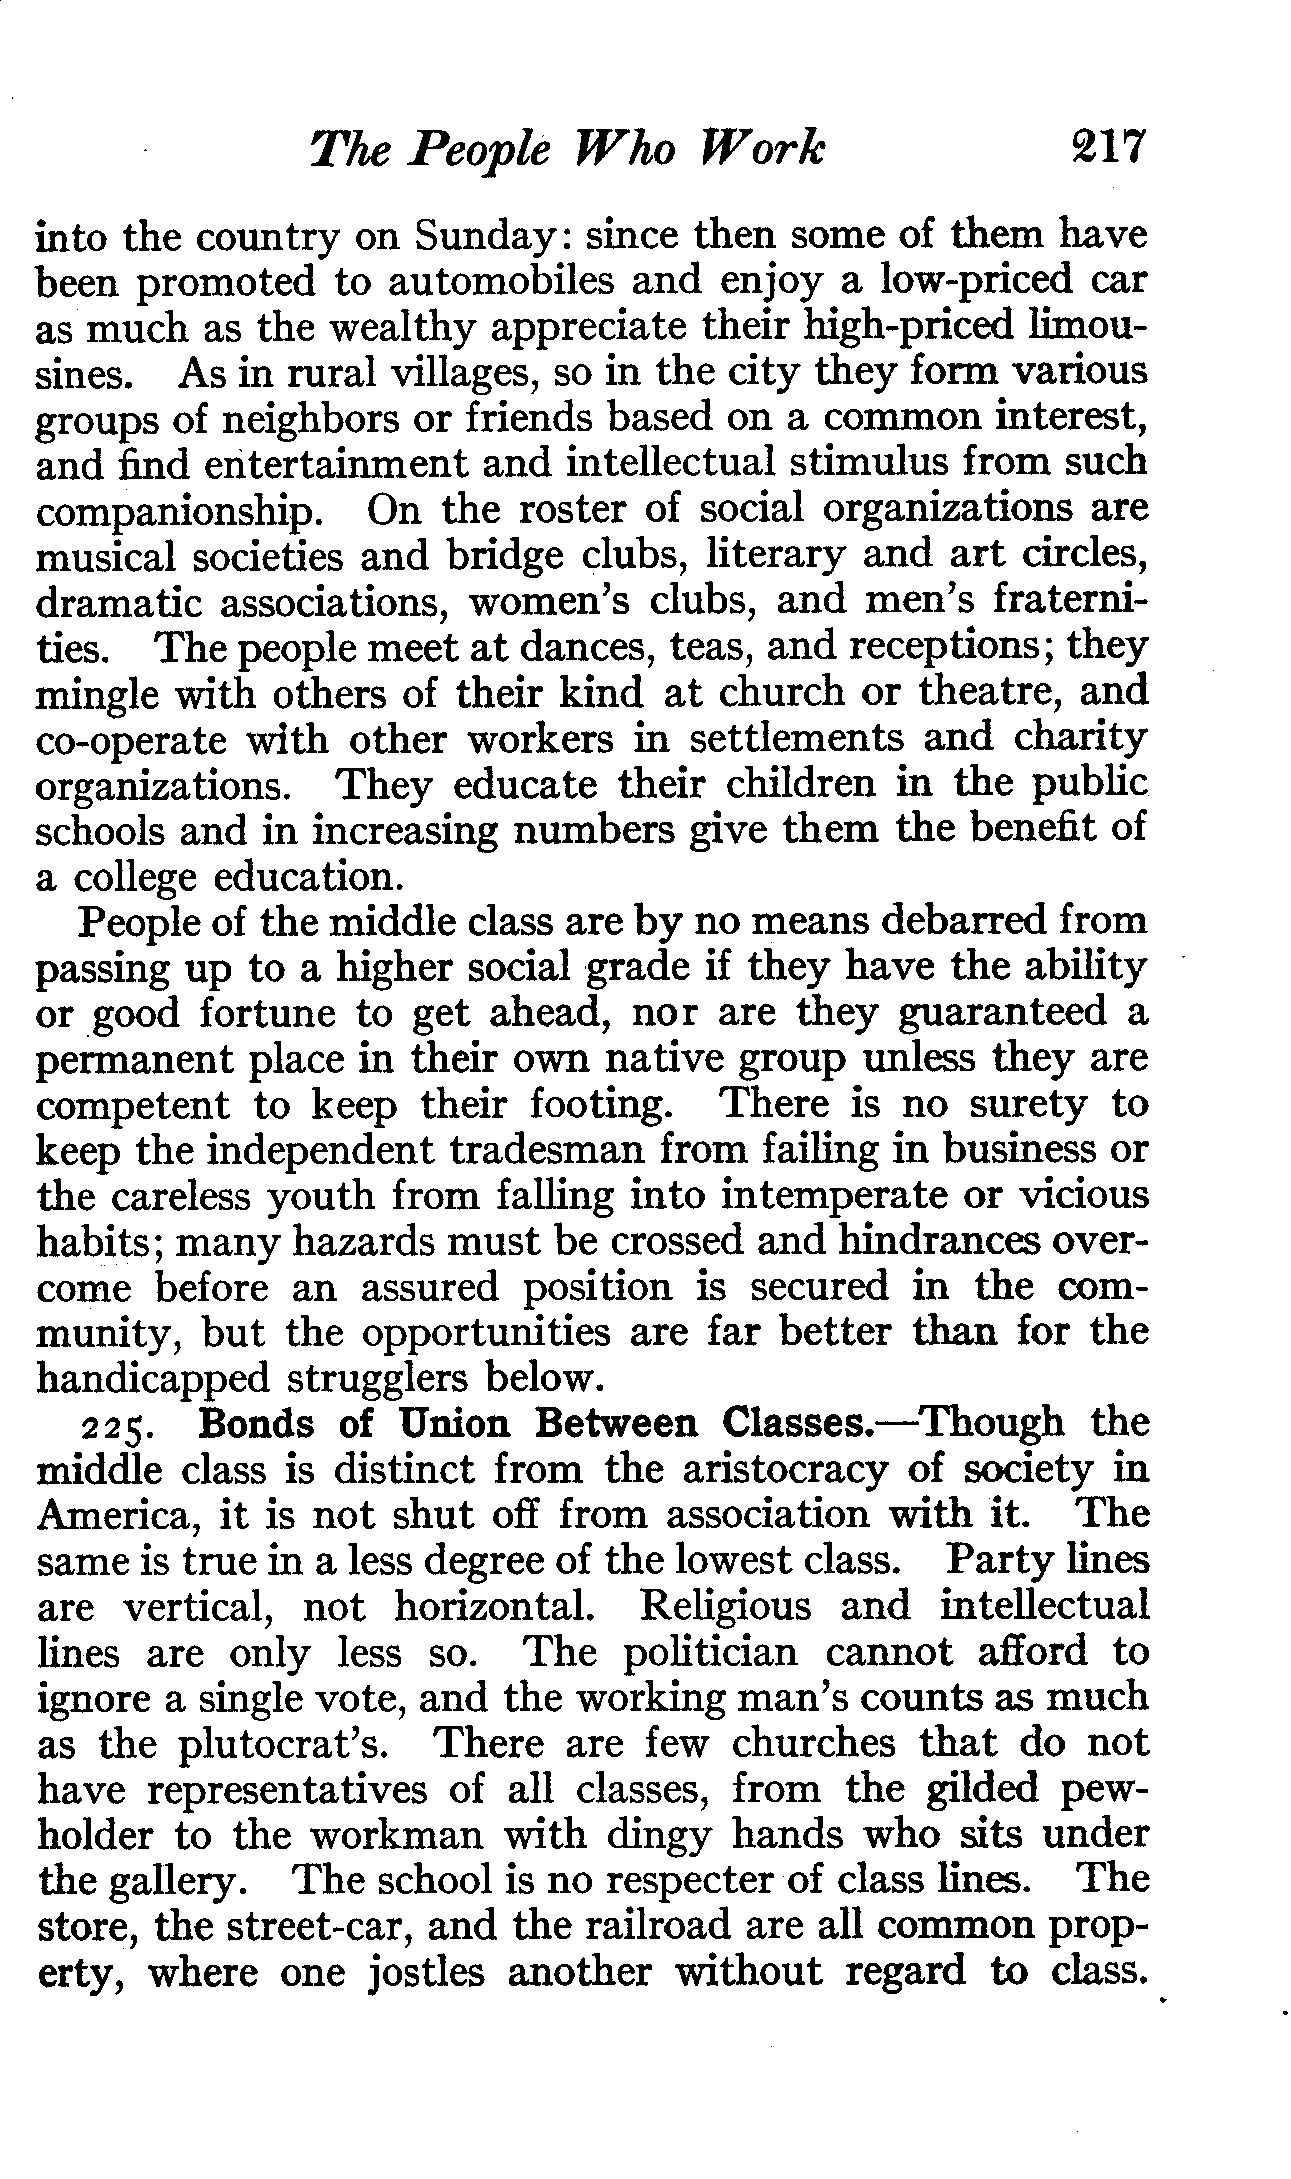 The People Who Work 217
into the country on Sunday: since then some of them have
been promoted to automobiles and enjoy a low-priced car
as much as the wealthy appreciate their high-priced limou-
sines. As in rural villages, so in the city they form various
groups of neighbors or friends based on a common interest,
and find entertainment and intellectual stimulus from such
companionship. On the roster of social organizations are
musical societies and bridge clubs, literary and art circles,
dramatic associations, women's clubs, and men's fraterni-
ties. The people meet at dances, teas, and receptions; they
mingle with others of their kind at church or theatre, and
co-operate with other workers in settlements and charity
organizations. They educate their children in the public
schools and in increasing numbers give them the benefit of
a college education.
People of the middle class are by no means debarred from
passing up to a higher social grade if they have the ability
or good fortune to get ahead, nor are they guaranteed a
permanent place in their own native group unless they are
competent to keep their footing. There is no surety to
keep the independent tradesman from failing in business or
the careless youth from falling into intemperate or vicious
habits; many hazards must be crossed and hindrances over-
come before an assured position is secured in the com-
munity, but the opportunities are far better than for the
handicapped strugglers below.
225. Bonds of Union Between Classes.—Though the
middle class is distinct from the aristocracy of society in
America, it is not shut off from association with it. The
same is true in a less degree of the lowest class. Party lines
are vertical, not horizontal. Religious and intellectual
lines are only less so. The politician cannot afford to
ignore a single vote, and the working man's counts as much
as the plutocrat's. There are few churches that do not
have representatives of all classes, from the gilded pew-
holder to the workman with dingy hands who sits under
the gallery. The school is no respecter of class lines. The
store, the street-car, and the railroad are all common prop-
erty, where one jostles another without regard to class.